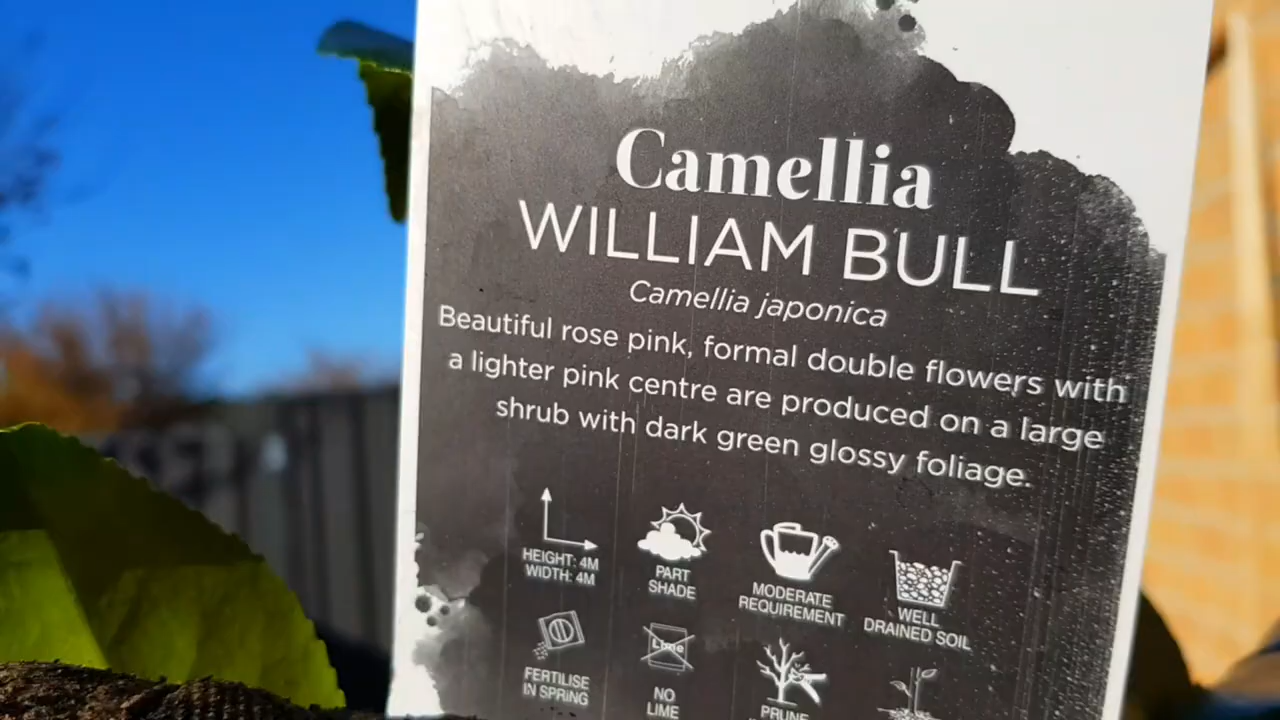 Camellia
WILLIAM BULL
Camellia japonica
Beautiful rose pink, formal double flowers with
a lighter pink centre are produced on a large
shrub with dark green glossy foliage.
HEIGHT: 4M
WIDTH: 4M
PART
SHADE
MODERATE
REQUIREMENT
WELL
DRAINED SOIL
FERTILISE
IN SPRING
Lime
NO
LIME
PRUNE